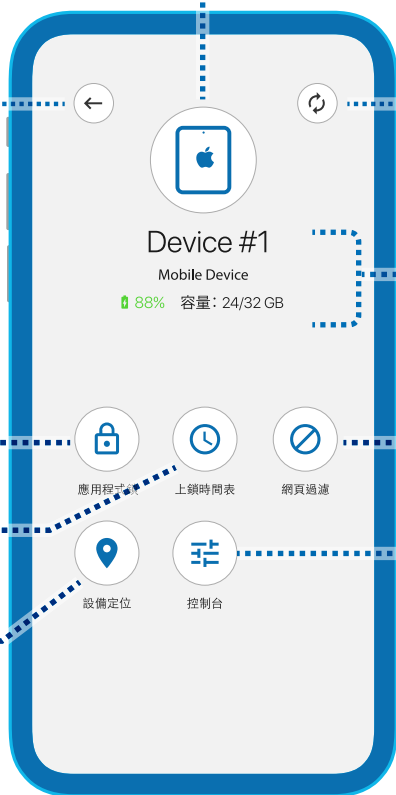 Device #1
Mobile Device
88% 容量：24/32 GB
應用程式鎖 上鎖時間表 網頁過濾
設備定位 控制台